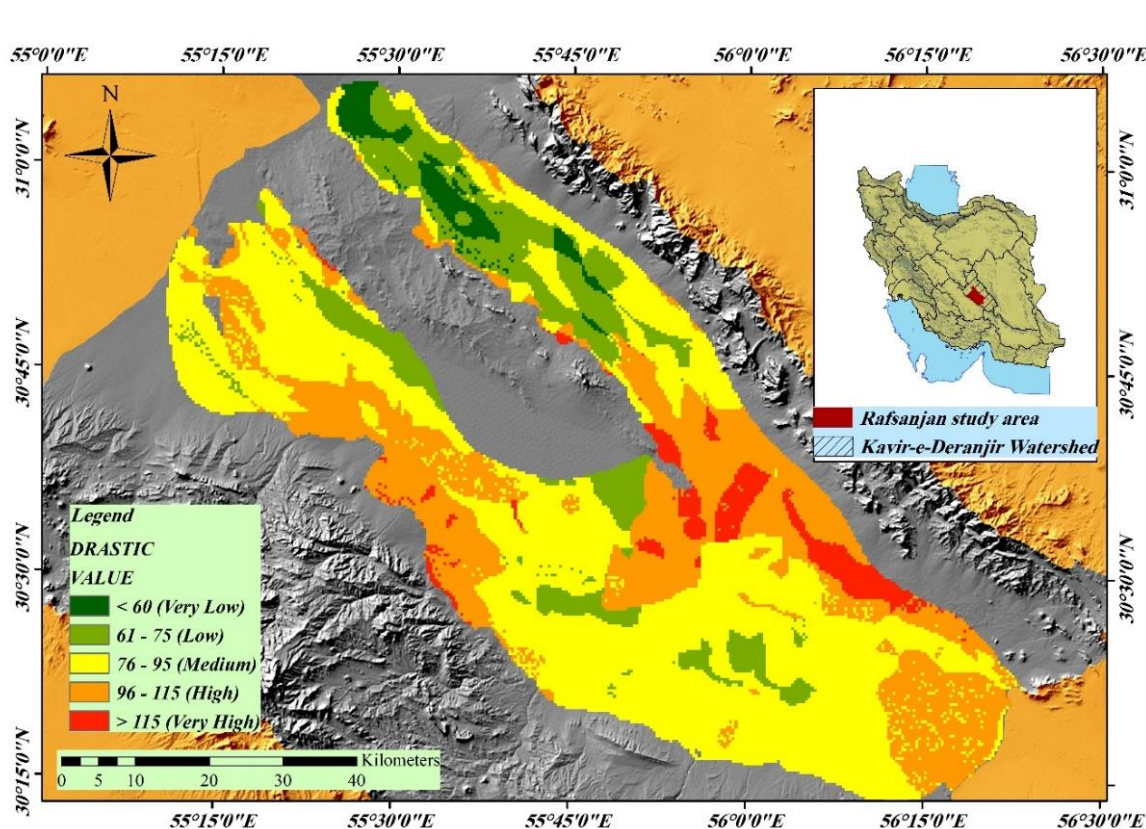 55°0'0"E 55°15'0"E 55°30'0"E 55°45'0"E 56°0'0"E 56°15'0"E 56°30'0"E
N
31°0'0"N
31°0'0"N
30°45'0"N
30°45'0"N
30°30'0"N
30°30'0"N
30°15'0"N
Rafsanjan study area
Kavir-e-Deranjir Watershed
Legend
DRASTIC
VALUE
< 60 (Very Low)
61 - 75 (Low)
76 - 95 (Medium)
96 - 115 (High)
> 115 (Very High)
Kilometers
0 5 10 20 30 40
55°15'0"E 55°30'0"E 55°45'0"E 56°0'0"E 56°15'0"E 56°30'0"E